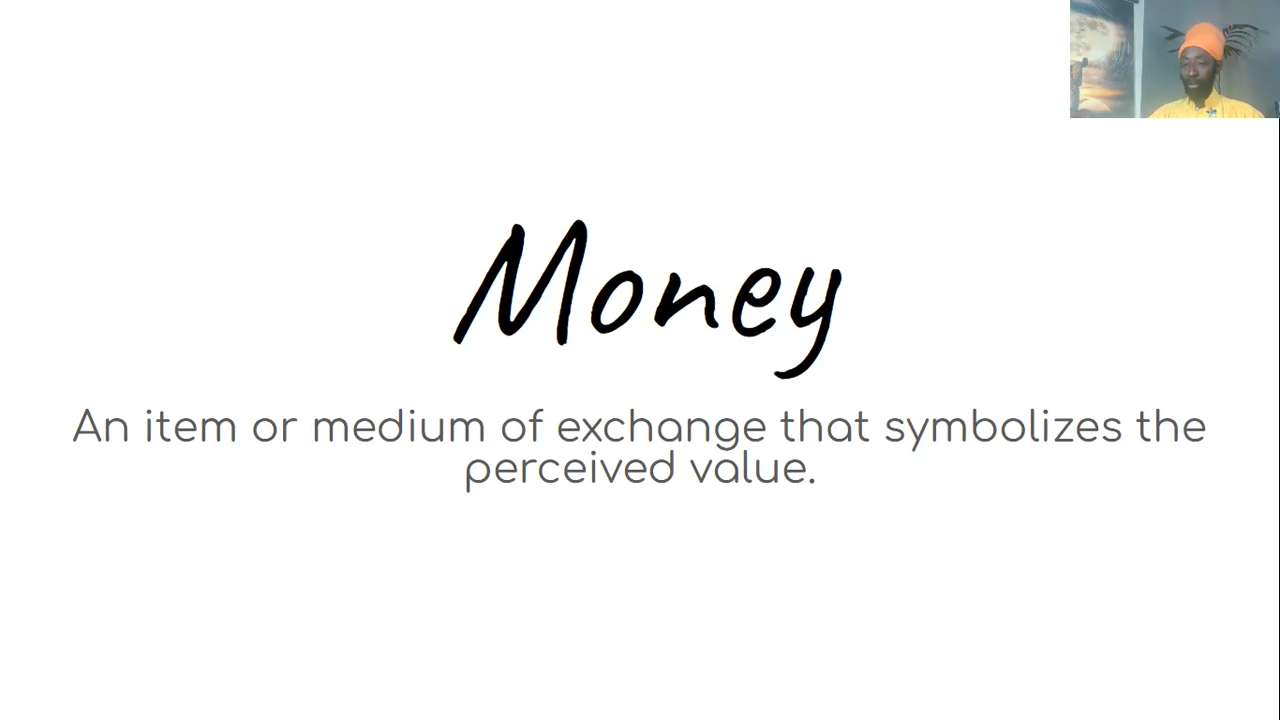 Money
An item or medium of exchange that symbolizes the
perceived value.